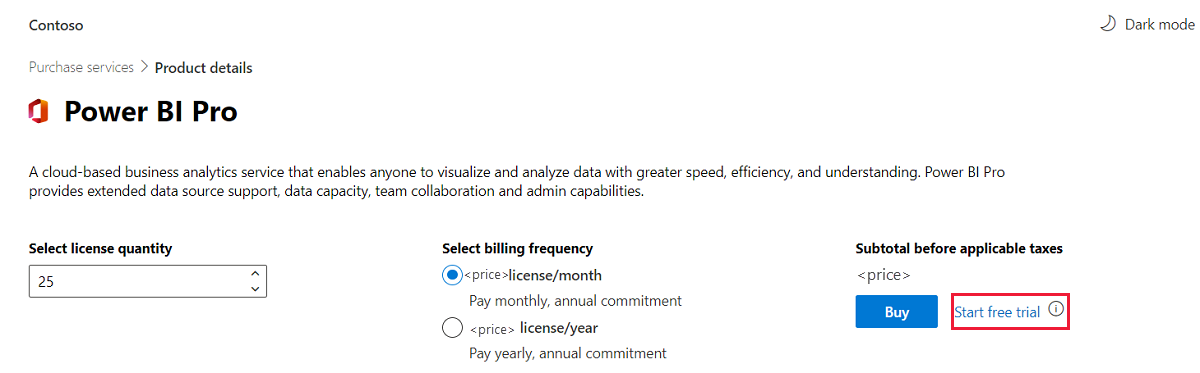 Contoso
Dark mode
Purchase services > Product details
Power BI Pro
A cloud-based business analytics service that enables anyone to visualize and analyze data with greater speed, efficiency, and understanding. Power BI Pro
provides extended data source support, data capacity, team collaboration and admin capabilities.
Select license quantity
25
Select billing frequency
<price>license/month
Pay monthly, annual commitment
<price> license/year
Pay yearly, annual commitment
Subtotal before applicable taxes
<price>
Buy
Start free trial